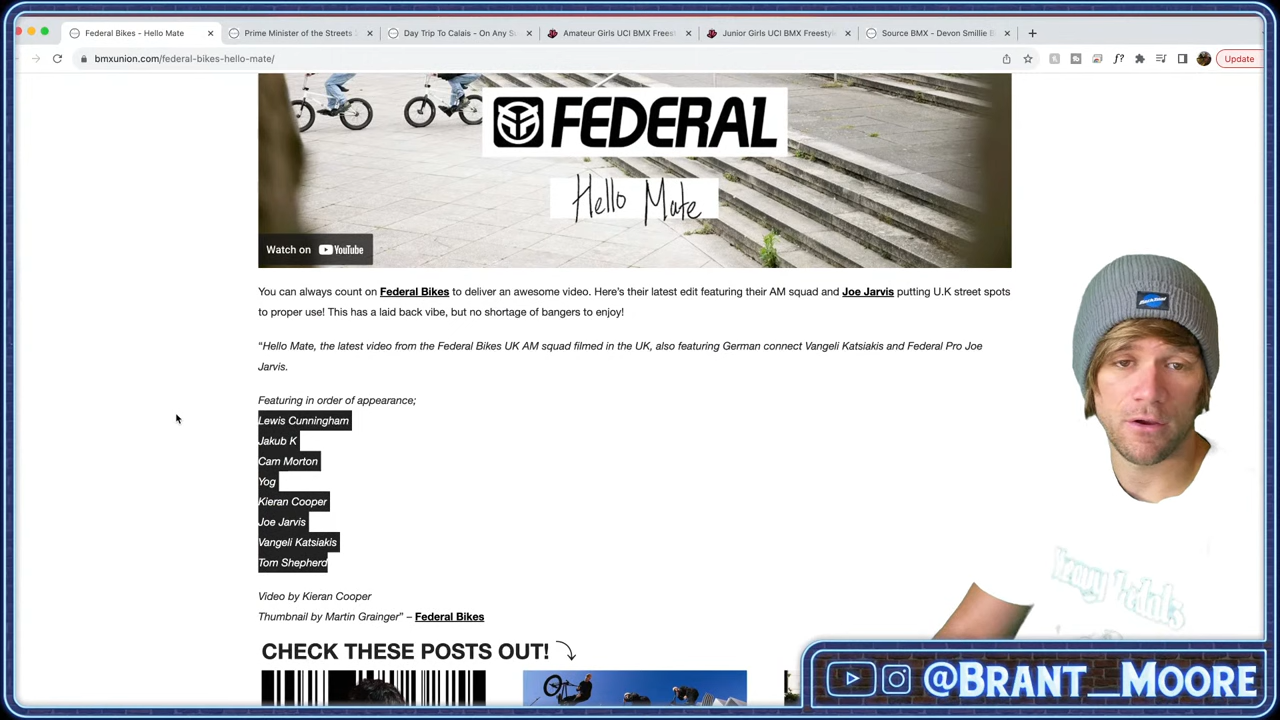 Federal Bikes - Hello Mate
Prime Minister of the Streets
Day Trip To Calais - On Any S
Amateur Girls UCI BMX Freest
Junior Girls UCI BMX Freestyl
Source BMX - Devon Smillie B
bmxunion.com/federal-bikes-hello-mate/
Update
FEDERAL
Hello Mate
Watch on YouTube
You can always count on Federal Bikes to deliver an awesome video. Here's their latest edit featuring their AM squad and Joe Jarvis putting U.K street spots
to proper use! This has a laid back vibe, but no shortage of bangers to enjoy!
“Hello Mate, the latest video from the Federal Bikes UK AM squad filmed in the UK, also featuring German connect Vangeli Katsiakis and Federal Pro Joe
Jarvis.
Featuring in order of appearance;
Lewis Cunningham
Jakub K
Cam Morton
Yog
Kieran Cooper
Joe Jarvis
Vangeli Katsiakis
Tom Shepherd
Video by Kieran Cooper
Thumbnail by Martin Grainger” – Federal Bikes
CHECK THESE POSTS OUT!
@BRANT_MOORE